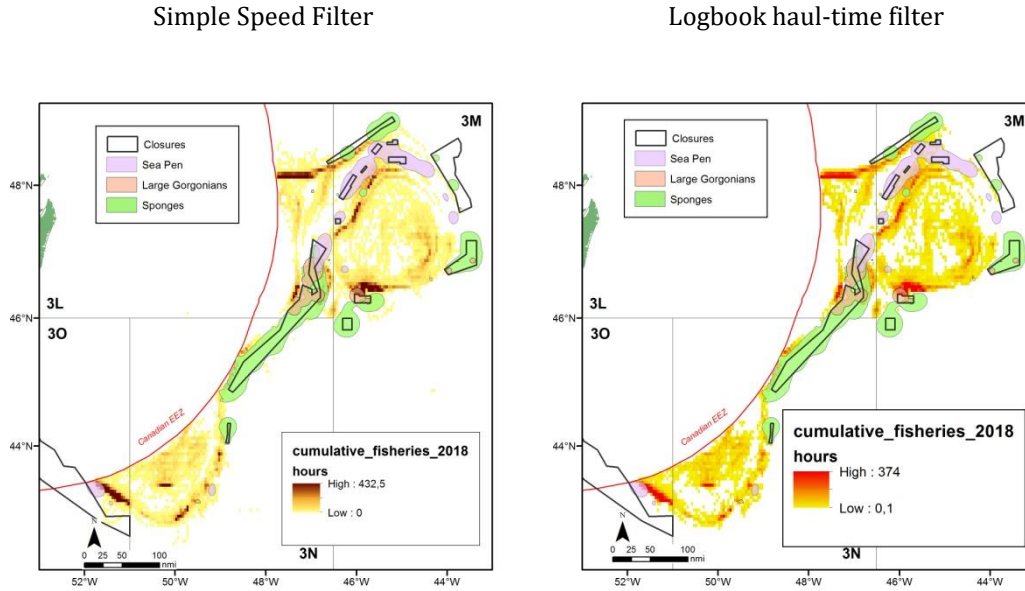 Simple Speed Filter
Logbook haul-time filter
3M
Closures
Sea Pen
Large Gorgonians
Sponges
48°N
3L
46°N
3O
Canadian EEZ
44°N
cumulative_fisheries_2018
hours
High : 432,5
Low : 0
N
0 25 50 100
nmi
3N
52°W 50°W 48°W 46°W 44°W
3M
Closures
Sea Pen
Large Gorgonians
Sponges
48°N
3L
46°N
3O
Canadian EEZ
44°N
cumulative_fisheries_2018
hours
High : 374
Low : 0,1
N
0 25 50 100
nmi
3N
52°W 50°W 48°W 46°W 44°W